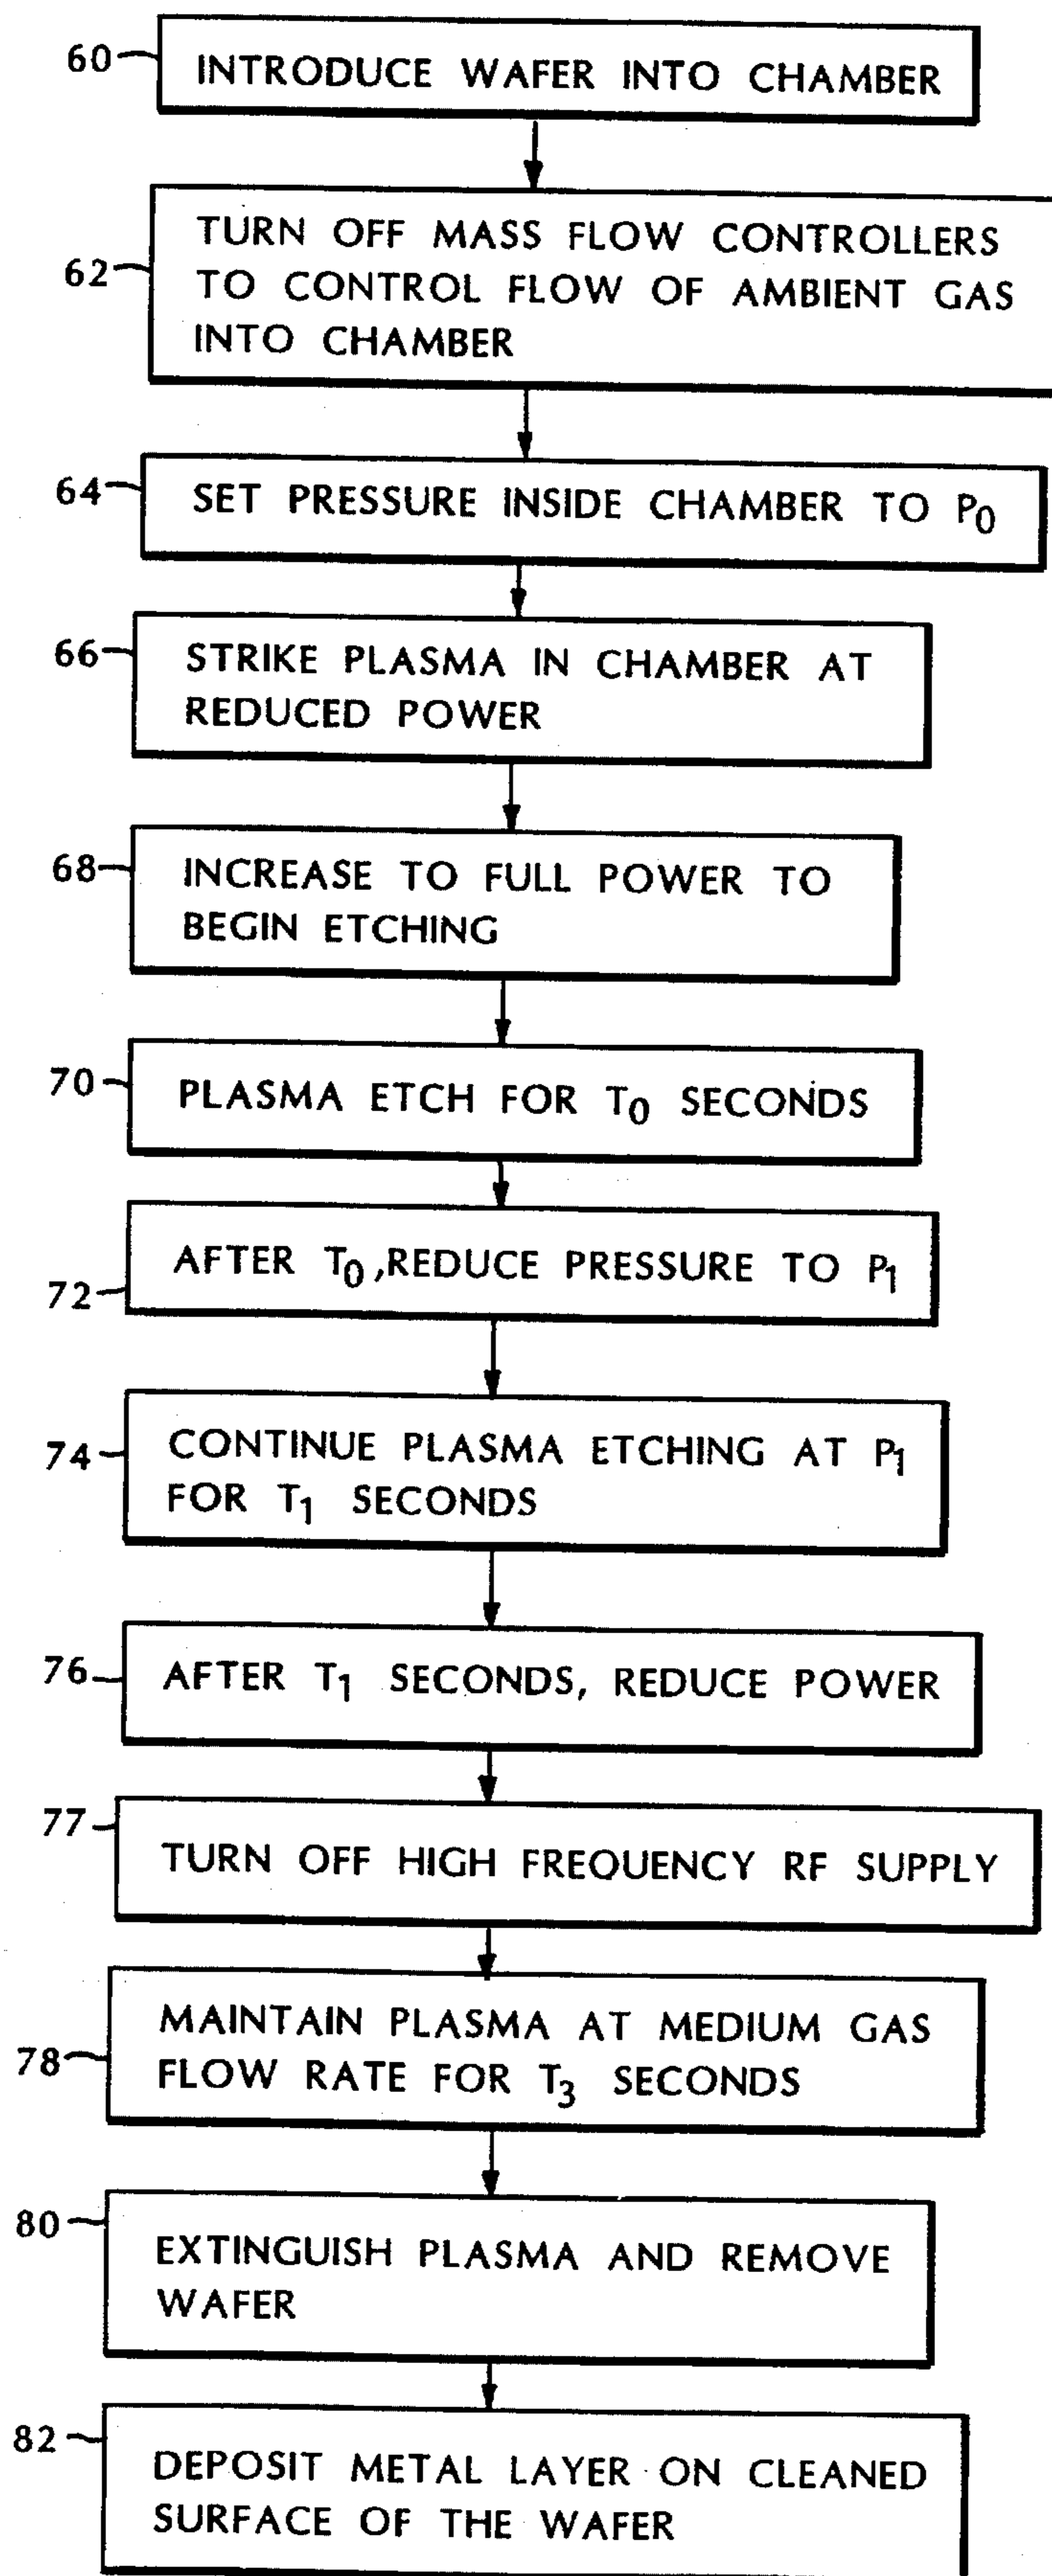 60
INTRODUCE WAFER INTO CHAMBER
62
TURN OFF MASS FLOW CONTROLLERS
TO CONTROL FLOW OF AMBIENT GAS
INTO CHAMBER
64
SET PRESSURE INSIDE CHAMBER TO P0
66
STRIKE PLASMA IN CHAMBER AT
REDUCED POWER
68
INCREASE TO FULL POWER TO
BEGIN ETCHING
70
PLASMA ETCH FOR T0 SECONDS
72
AFTER T0,REDUCE PRESSURE TO P1
74
CONTINUE PLASMA ETCHING AT P1
FOR T1 SECONDS
76
AFTER T1 SECONDS, REDUCE POWER
77
TURN OFF HIGH FREQUENCY RF SUPPLY
78
MAINTAIN PLASMA AT MEDIUM GAS
FLOW RATE FOR T3 SECONDS
80
EXTINGUISH PLASMA AND REMOVE
WAFER
82
DEPOSIT METAL LAYER ON CLEANED
SURFACE OF THE WAFER